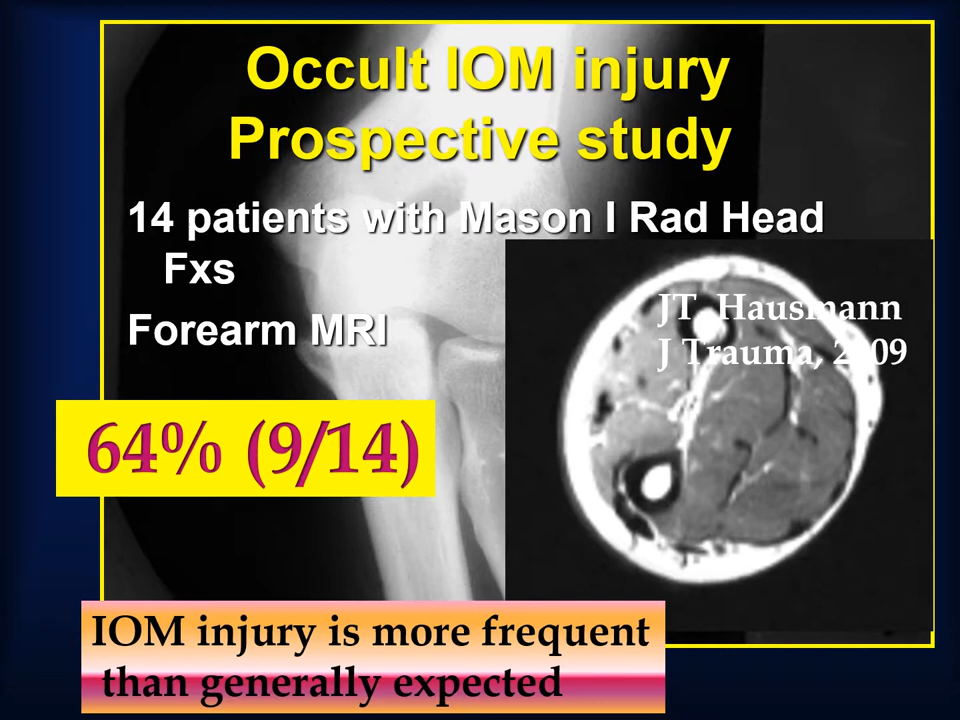 Occult IOM injury
Prospective study
14 patients with Mason I Rad Head
Fxs
Forearm MRI
JT Hausmann
J Trauma, 2009
64% (9/14)
IOM injury is more frequent
than generally expected